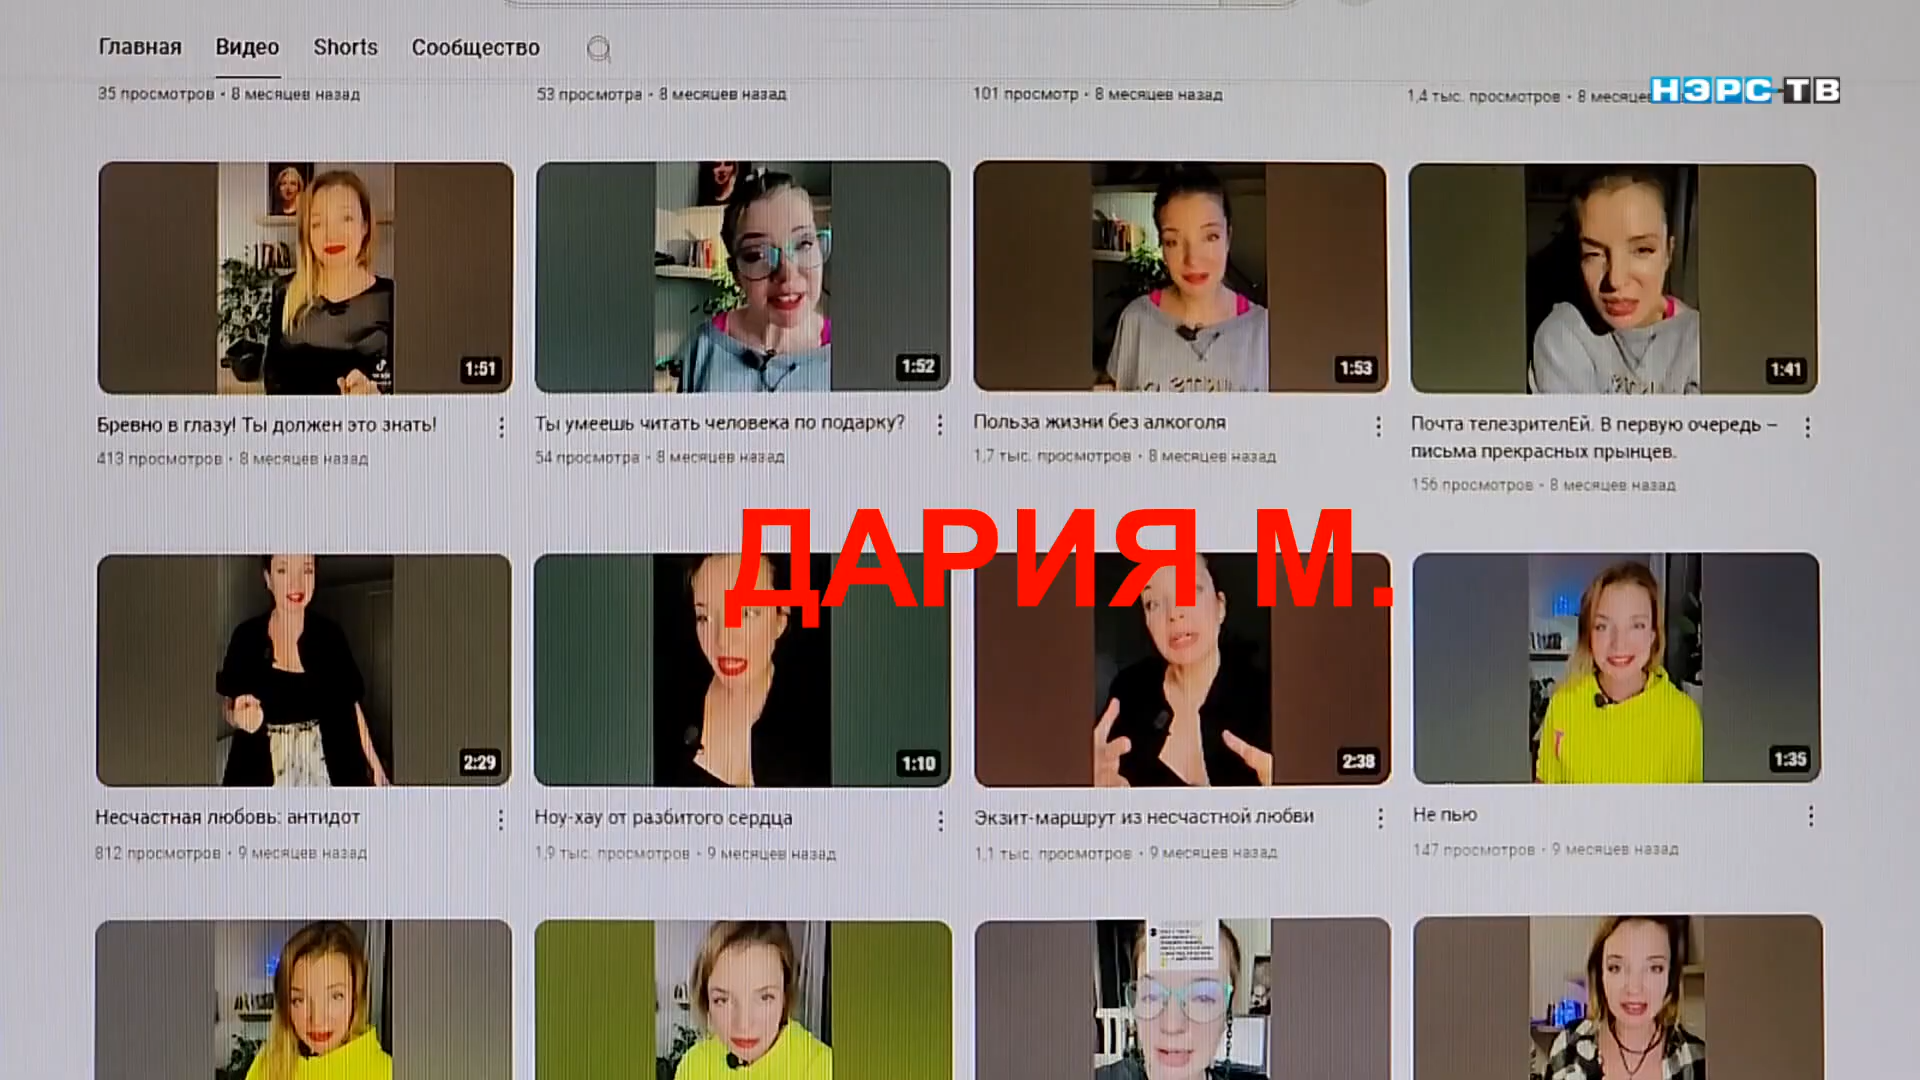 Главная Видео Shorts Сообщество
35 просмотров • 8 месяцев назад
53 просмотра • 8 месяцев назад
101 просмотр • 8 месяцев назад
1,4 тыс. просмотров • 8 месяце
НЭРС-ТВ
1:51
1:52
1:53
1:41
Бревно в глазу! Ты должен это знать!
413 просмотров • 8 месяцев назад
Ты умеешь читать человека по подарку?
54 просмотра • 8 месяцев назад
Польза жизни без алкоголя
1,7 тыс. просмотров • 8 месяцев назад
Почта телезрителЕй. В первую очередь –
письма прекрасных прынцев.
156 просмотров • 8 месяцев назад
ДАРИЯ М.
2:29
1:10
2:38
1:35
Несчастная любовь: антидот
812 просмотров • 9 месяцев назад
Ноу-хау от разбитого сердца
1,9 тыс. просмотров • 9 месяцев назад
Экзит-маршрут из несчастной любви
1,1 тыс. просмотров • 9 месяцев назад
Не пью
147 просмотров • 9 месяцев назад